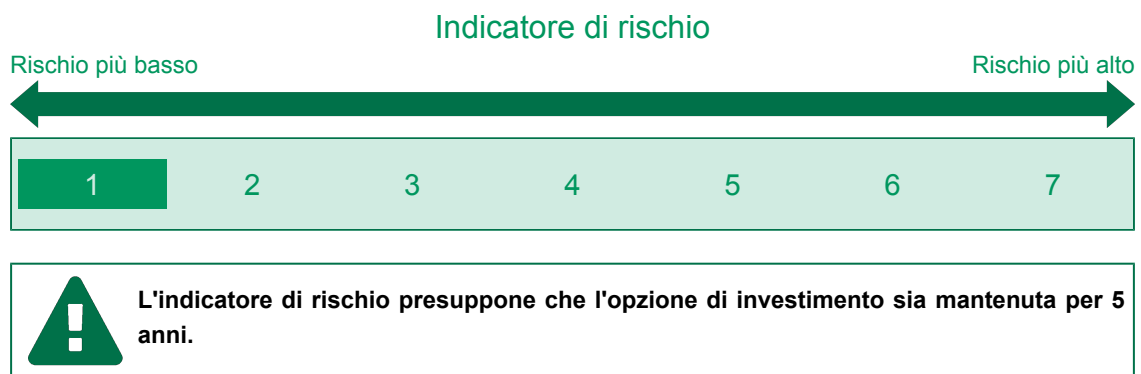 Indicatore di rischio
Rischio più basso Rischio più alto
1 2 3 4 5 6 7
L'indicatore di rischio presuppone che l'opzione di investimento sia mantenuta per 5
anni.